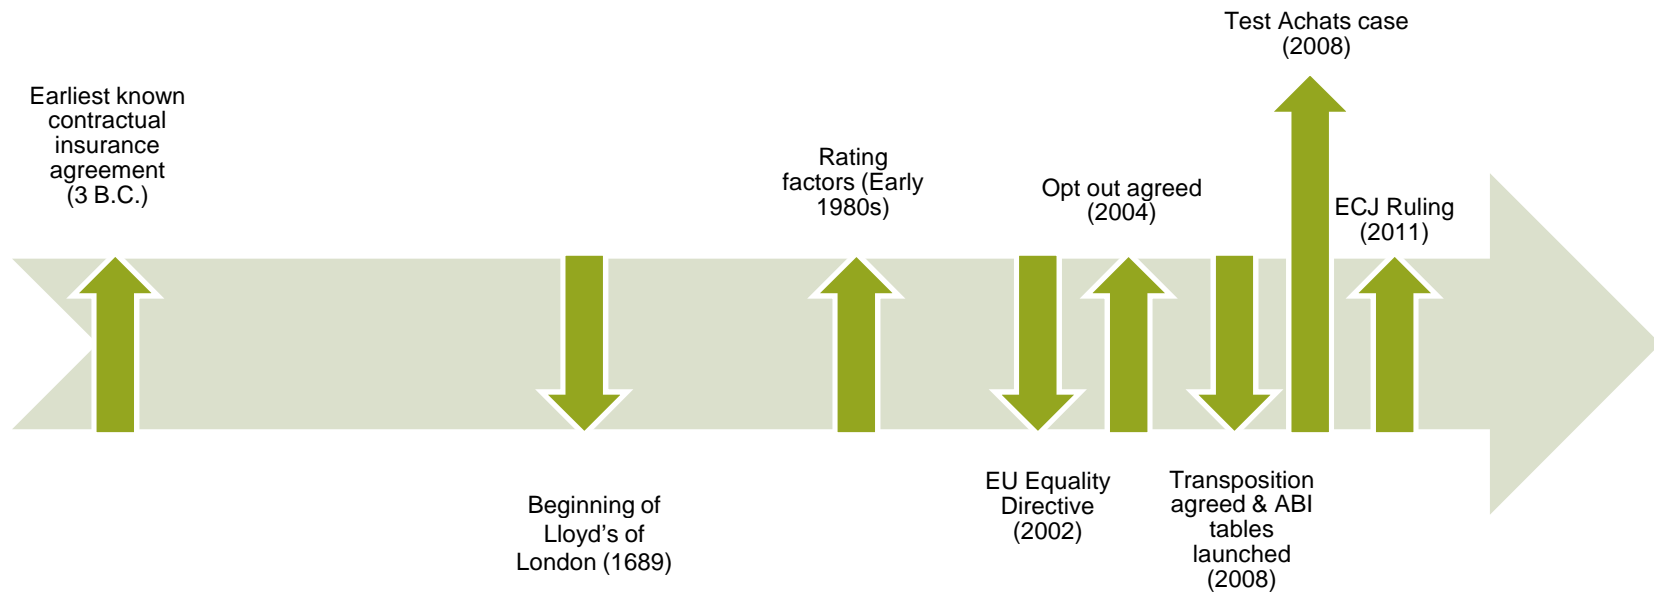 Earliest known
contractual
insurance
agreement
(3 B.C.)
Beginning of
Lloyd's of
London (1689)
Rating
factors (Early
1980s)
EU Equality
Directive
(2002)
Opt out agreed
(2004)
Transposition
agreed & ABI
tables
launched
(2008)
Test Achats case
(2008)
ECJ Ruling
(2011)